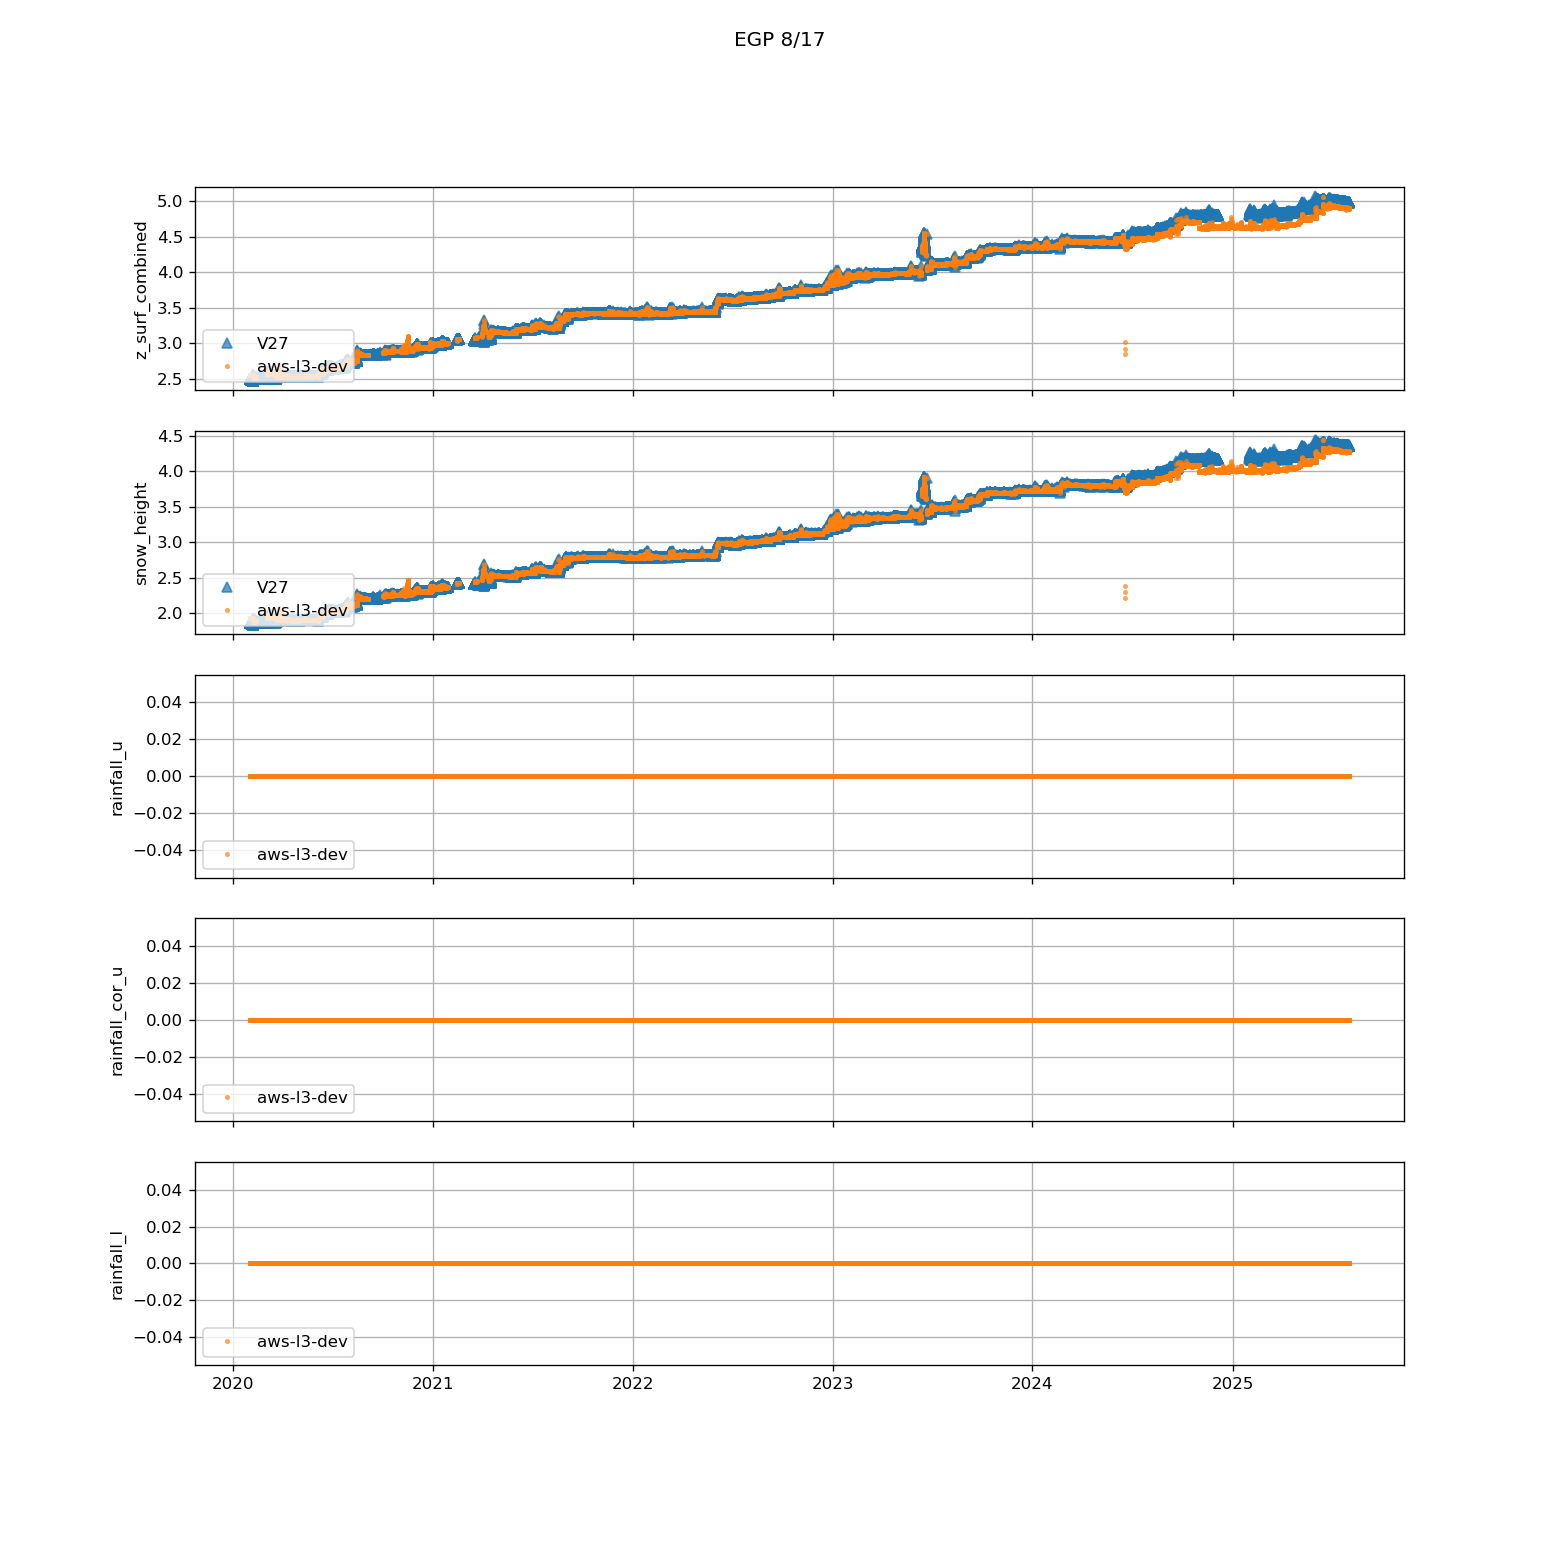 EGP 8/17
z_surf_combined
5.0
4.5
4.0
3.5
3.0
2.5
V27
aws-l3-dev
snow_height
4.5
4.0
3.5
3.0
2.5
2.0
V27
aws-l3-dev
rainfall_u
0.04
0.02
0.00
−0.02
−0.04
aws-l3-dev
rainfall_cor_u
0.04
0.02
0.00
−0.02
−0.04
aws-l3-dev
rainfall_l
0.04
0.02
0.00
−0.02
−0.04
aws-l3-dev
2020 2021 2022 2023 2024 2025